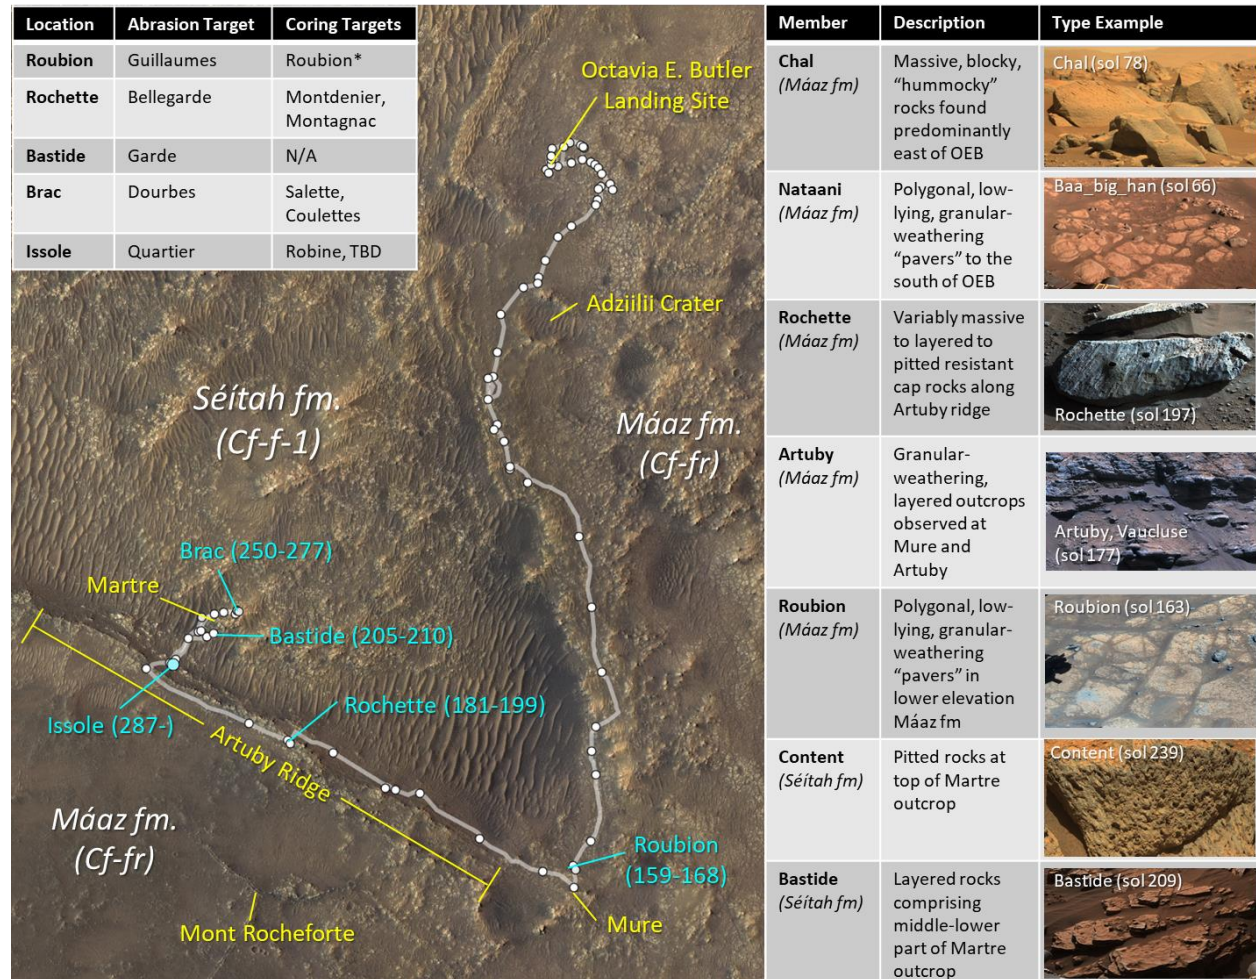 Location Abrasion Target Coring Targets
Roubion Guillaumes Roubion*
Rochette Bellegarde Montdenier,
Montagnac
Bastide Garde N/A
Brac Dourbes Salette,
Coulettes
Issole Quartier Robine, TBD
Octavia E. Butler
Landing Site
Adziilii Crater
Séítah fm.
(Cf-f-1)
Máaz fm.
(Cf-fr)
Brac (250-277)
Martre
Bastide (205-210)
Rochette (181-199)
Issole (287-)
Artuby Ridge
Máaz fm.
(Cf-fr)
Roubion
(159-168)
Mure
Mont Rocheforte
Member Description Type Example
Chal
(Máaz fm)
Massive, blocky,
“hummocky”
rocks found
predominantly
east of OEB
Chal (sol 78)
Nataani
(Máaz fm)
Polygonal, low-
lying, granular-
weathering
“pavers” to the
south of OEB
Baa_big_han (sol 66)
Rochette
(Máaz fm)
Variably massive
to layered to
pitted resistant
cap rocks along
Artuby ridge
Rochette (sol 197)
Artuby
(Máaz fm)
Granular-
weathering,
layered outcrops
observed at
Mure and
Artuby
Artuby, Vaucluse
(sol 177)
Roubion
(Máaz fm)
Polygonal, low-
lying, granular-
weathering
“pavers” in
lower elevation
Máaz fm
Roubion (sol 163)
Content
(Séítah fm)
Pitted rocks at
top of Martre
outcrop
Content (sol 239)
Bastide
(Séítah fm)
Layered rocks
comprising
middle-lower
part of Martre
outcrop
Bastide (sol 209)